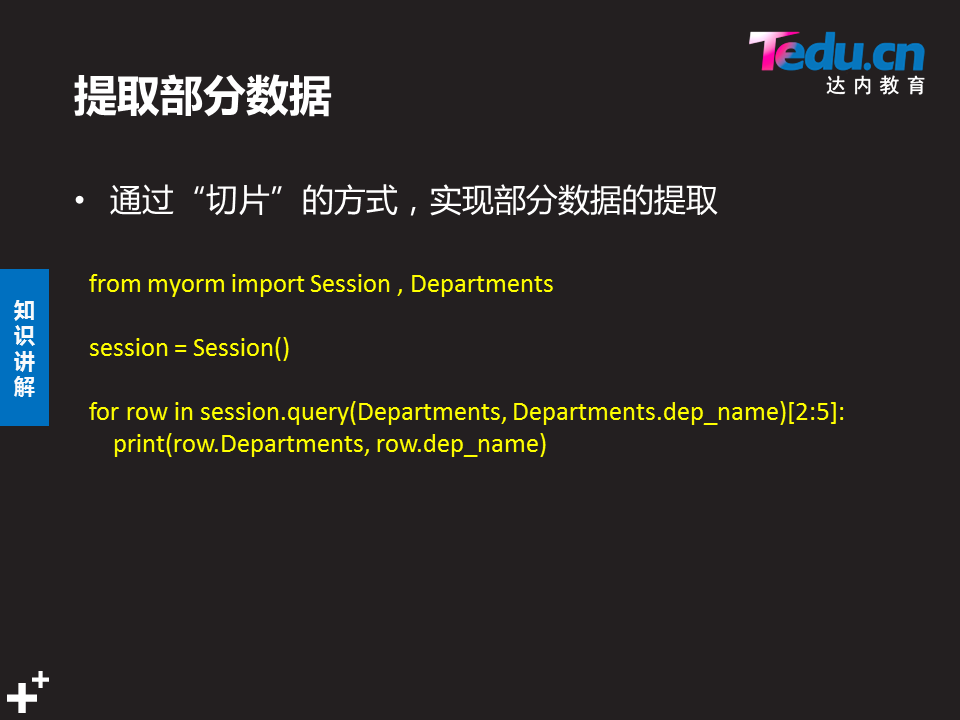 Tedu.cn
达内教育
提取部分数据
• 通过“切片”的方式，实现部分数据的提取
from myorm import Session , Departments
session = Session()
for row in session.query(Departments, Departments.dep_name)[2:5]:
print(row.Departments, row.dep_name)
知
识
讲
解